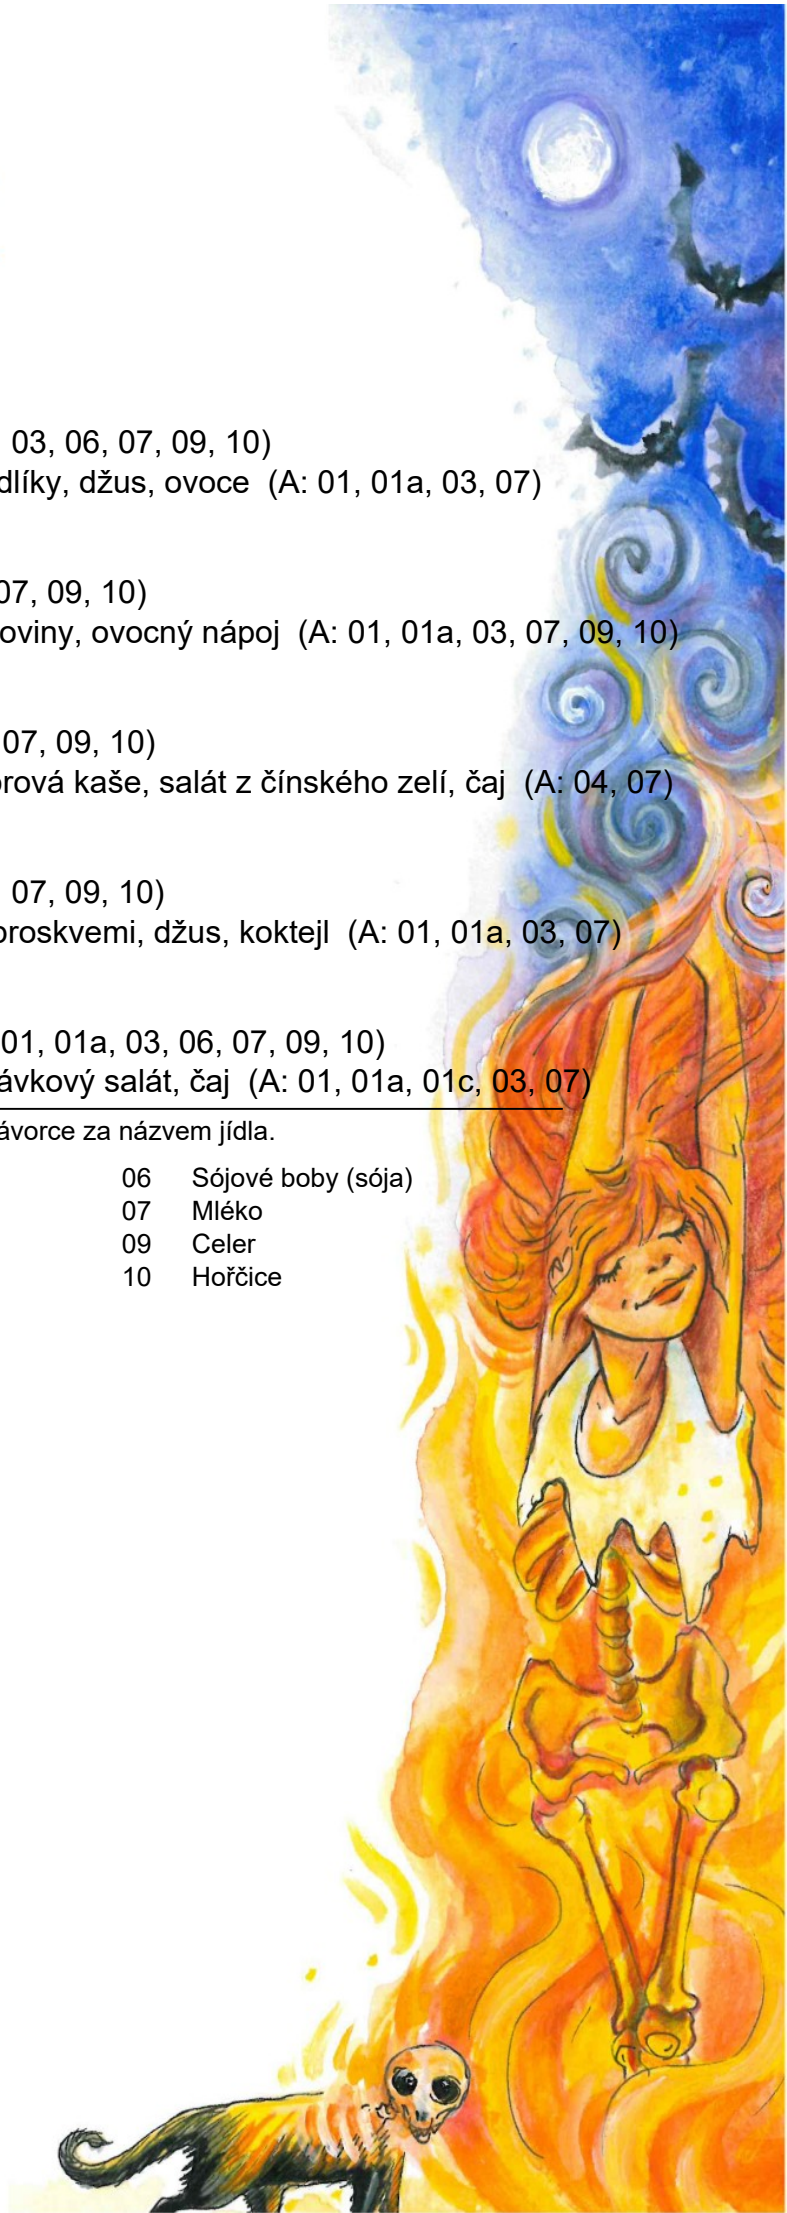 03, 06, 07, 09, 10)
dlíky, džus, ovoce (A: 01, 01a, 03, 07)
07, 09, 10)
oviny, ovocný nápoj (A: 01, 01a, 03, 07, 09, 10)
07, 09, 10)
orová kaše, salát z čínského zelí, čaj (A: 04, 07)
07, 09, 10)
proskvemi, džus, koktejl (A: 01, 01a, 03, 07)
01, 01a, 03, 06, 07, 09, 10)
ávkový salát, čaj (A: 01, 01a, 01c, 03, 07)
ávorce za názvem jídla.
06 Sójové boby (sója)
07 Mléko
09 Celer
10 Hořčice